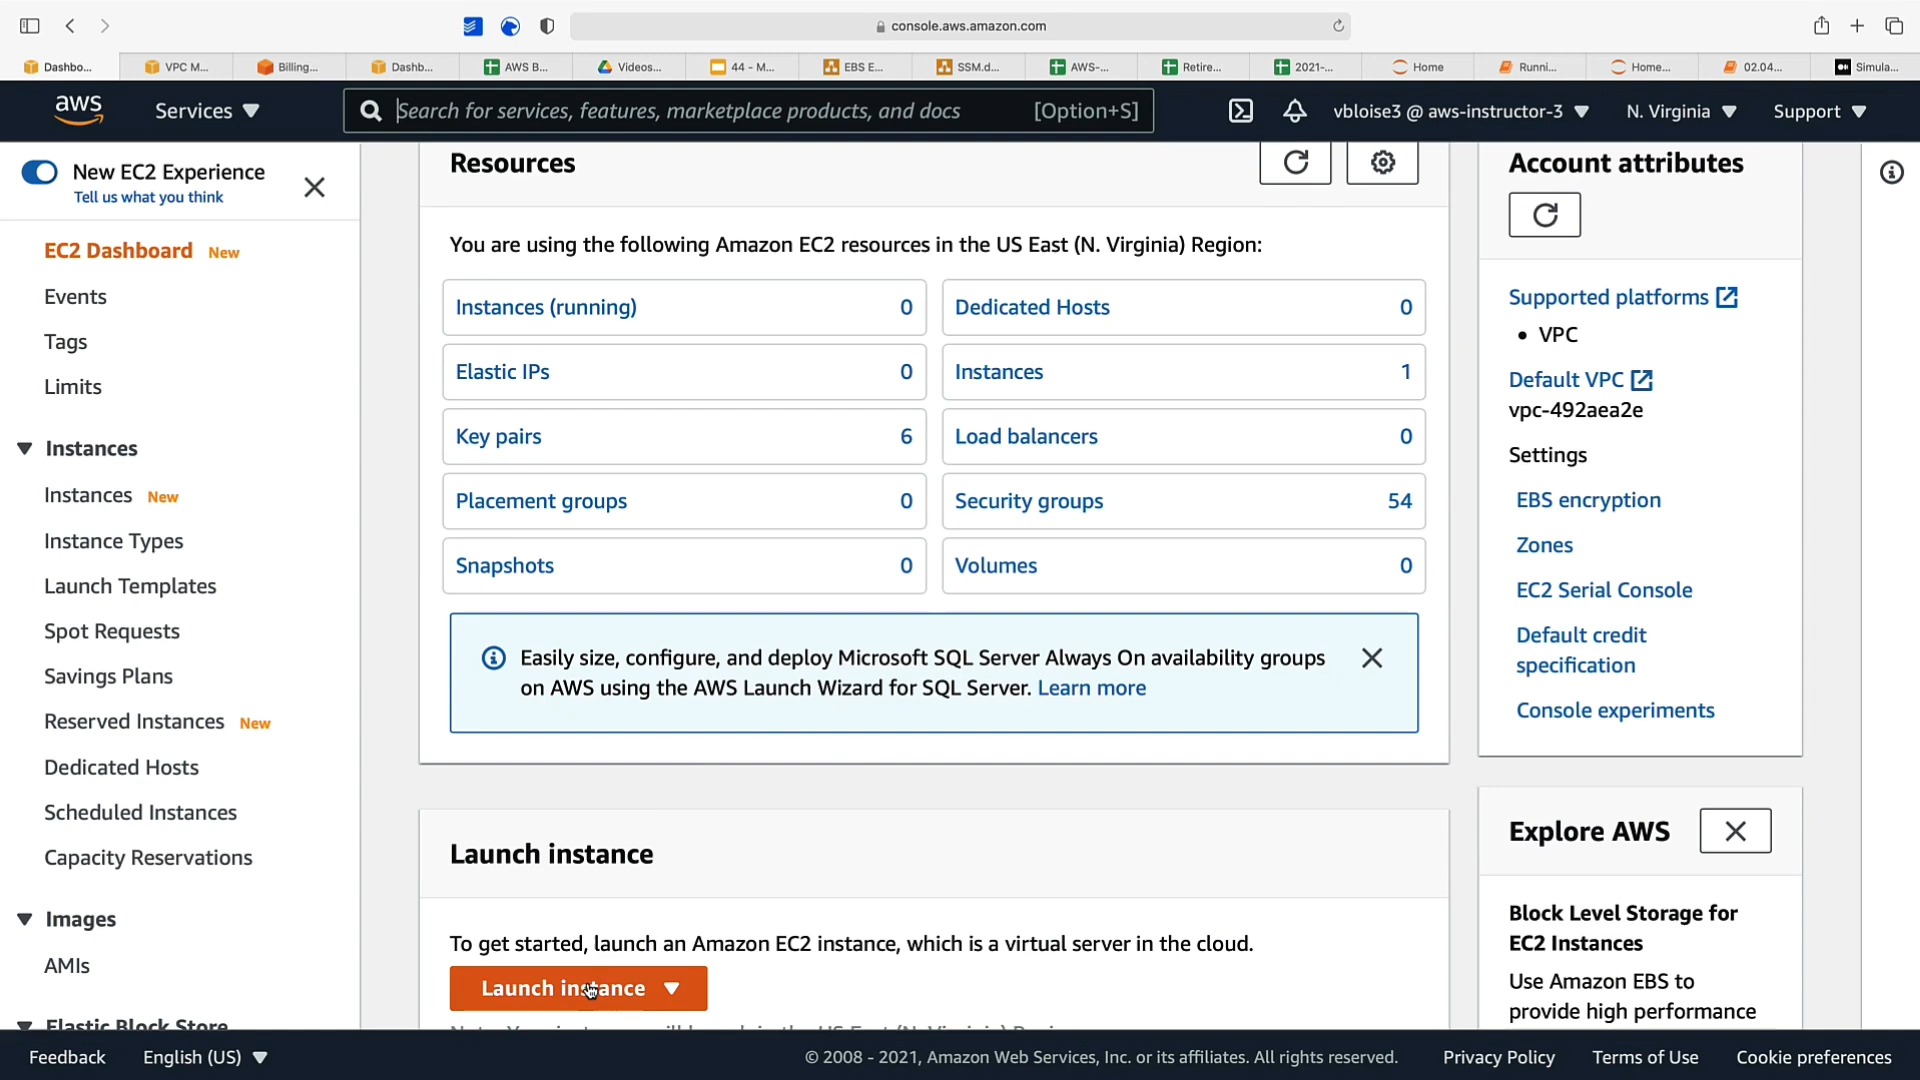 console.aws.amazon.com
Dashbo...
VPC M...
Billing...
Dashb...
AWS B...
Videos...
44 - M...
EBS E...
SSM.d...
AWS-...
Retire...
2021-...
Home
Runni...
Home...
02.04...
Simula...
aws
Services
Search for services, features, marketplace products, and docs
[Option+S]
vbloise3 @ aws-instructor-3
N. Virginia
Support
New EC2 Experience
Tell us what you think
EC2 Dashboard New
Events
Tags
Limits
Instances
Instances New
Instance Types
Launch Templates
Spot Requests
Savings Plans
Reserved Instances New
Dedicated Hosts
Scheduled Instances
Capacity Reservations
Images
AMIs
Elastic Block Store
Resources
You are using the following Amazon EC2 resources in the US East (N. Virginia) Region:
Instances (running) 0
Dedicated Hosts 0
Elastic IPs 0
Instances 1
Key pairs 6
Load balancers 0
Placement groups 0
Security groups 54
Snapshots 0
Volumes 0
Easily size, configure, and deploy Microsoft SQL Server Always On availability groups
on AWS using the AWS Launch Wizard for SQL Server. Learn more
Launch instance
To get started, launch an Amazon EC2 instance, which is a virtual server in the cloud.
Launch instance
Account attributes
Supported platforms
• VPC
Default VPC
vpc-492aea2e
Settings
EBS encryption
Zones
EC2 Serial Console
Default credit
specification
Console experiments
Explore AWS
Block Level Storage for
EC2 Instances
Use Amazon EBS to
provide high performance
Feedback
English (US)
© 2008 - 2021, Amazon Web Services, Inc. or its affiliates. All rights reserved.
Privacy Policy
Terms of Use
Cookie preferences